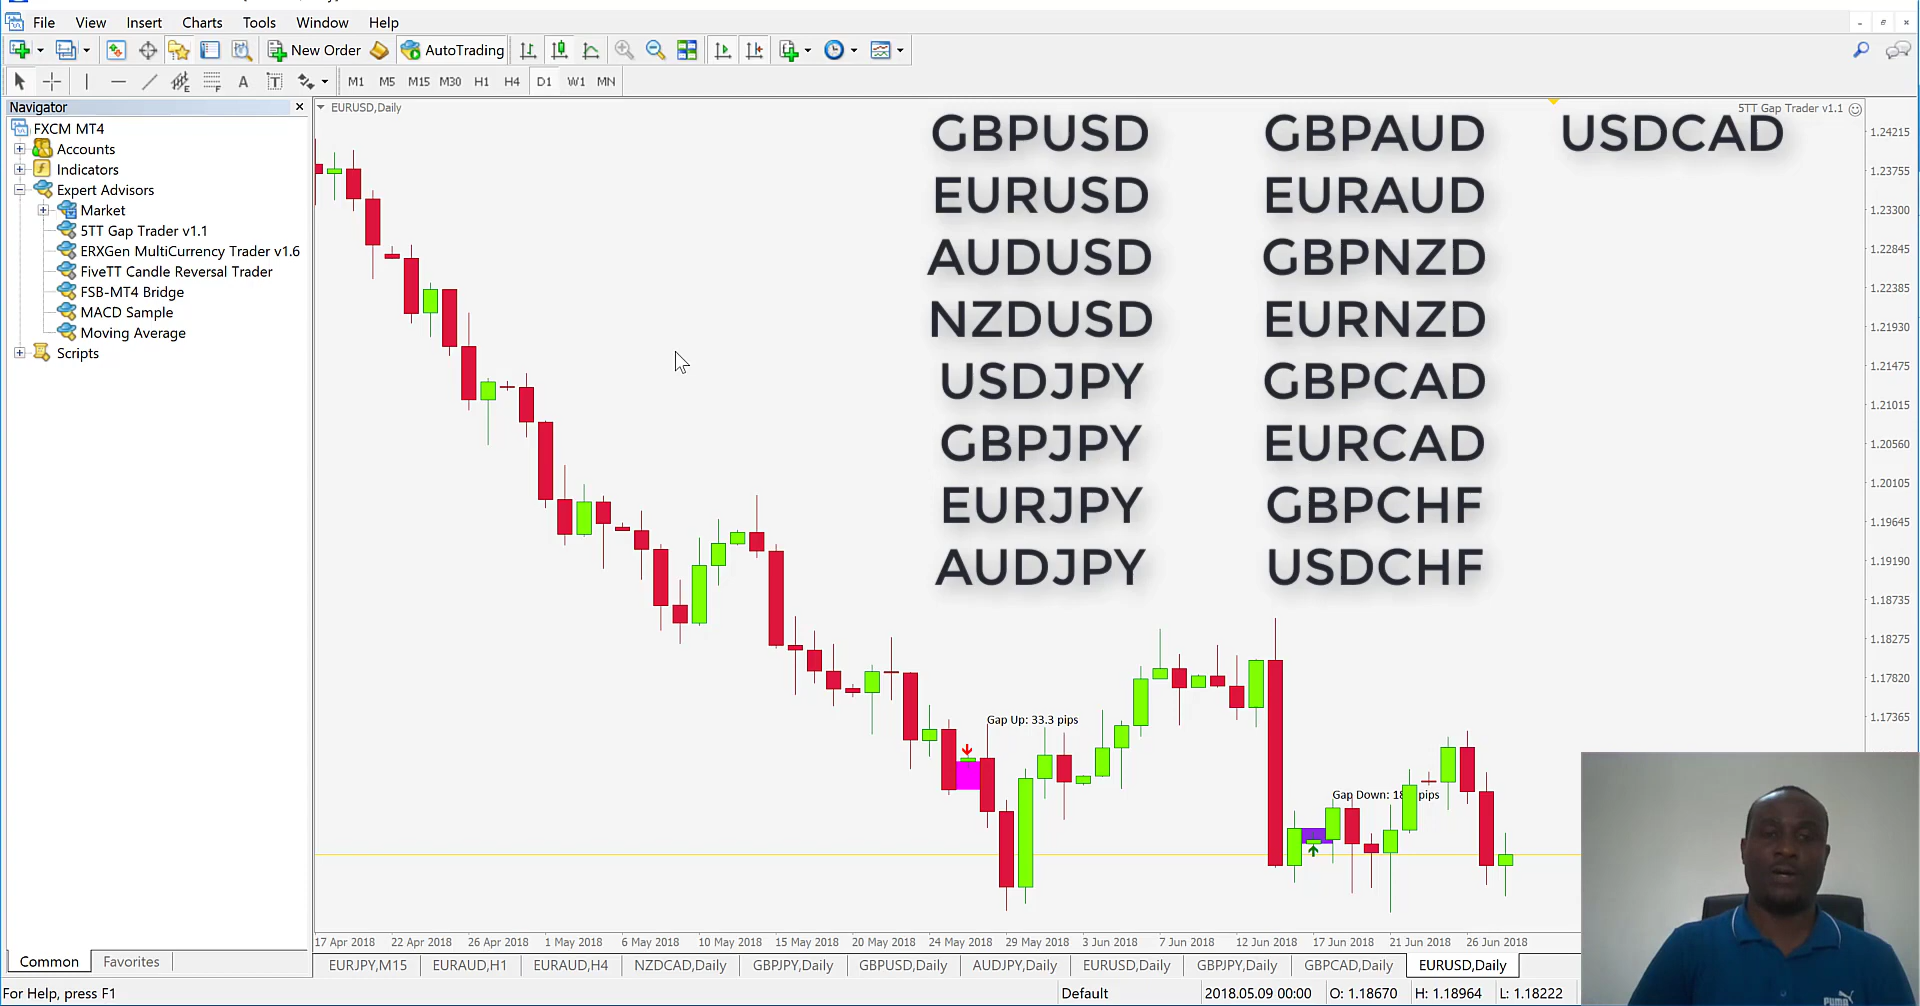 File View Insert Charts Tools Window Help
New Order AutoTrading
A T M1 M5 M15 M30 H1 H4 D1 W1 MN
Navigator
FXCM MT4
Accounts
Indicators
Expert Advisors
Market
5TT Gap Trader v1.1
ERXGen MultiCurrency Trader v1.6
FiveTT Candle Reversal Trader
FSB-MT4 Bridge
MACD Sample
Moving Average
Scripts
Common Favorites
EURUSD,Daily
5TT Gap Trader v1.1
GBPUSD GBPAUD USDCAD
EURUSD EURAUD
AUDUSD GBPNZD
NZDUSD EURNZD
USDJPY GBPCAD
GBPJPY EURCAD
EURJPY GBPCHF
AUDJPY USDCHF
1.24215
1.23755
1.23300
1.22845
1.22385
1.21930
1.21475
1.21015
1.20560
1.20105
1.19645
1.19190
1.18735
1.18275
1.17820
1.17365
Gap Up: 33.3 pips
Gap Down: 18 pips
17 Apr 2018 22 Apr 2018 26 Apr 2018 1 May 2018 6 May 2018 10 May 2018 15 May 2018 20 May 2018 24 May 2018 29 May 2018 3 Jun 2018 7 Jun 2018 12 Jun 2018 17 Jun 2018 21 Jun 2018 26 Jun 2018
EURJPY,M15 EURAUD,H1 EURAUD,H4 NZDCAD,Daily GBPJPY,Daily GBPUSD,Daily AUDJPY,Daily EURUSD,Daily GBPJPY,Daily GBPCAD,Daily EURUSD,Daily
For Help, press F1 Default 2018.05.09 00:00 O: 1.18670 H: 1.18964 L: 1.18222
PUMA